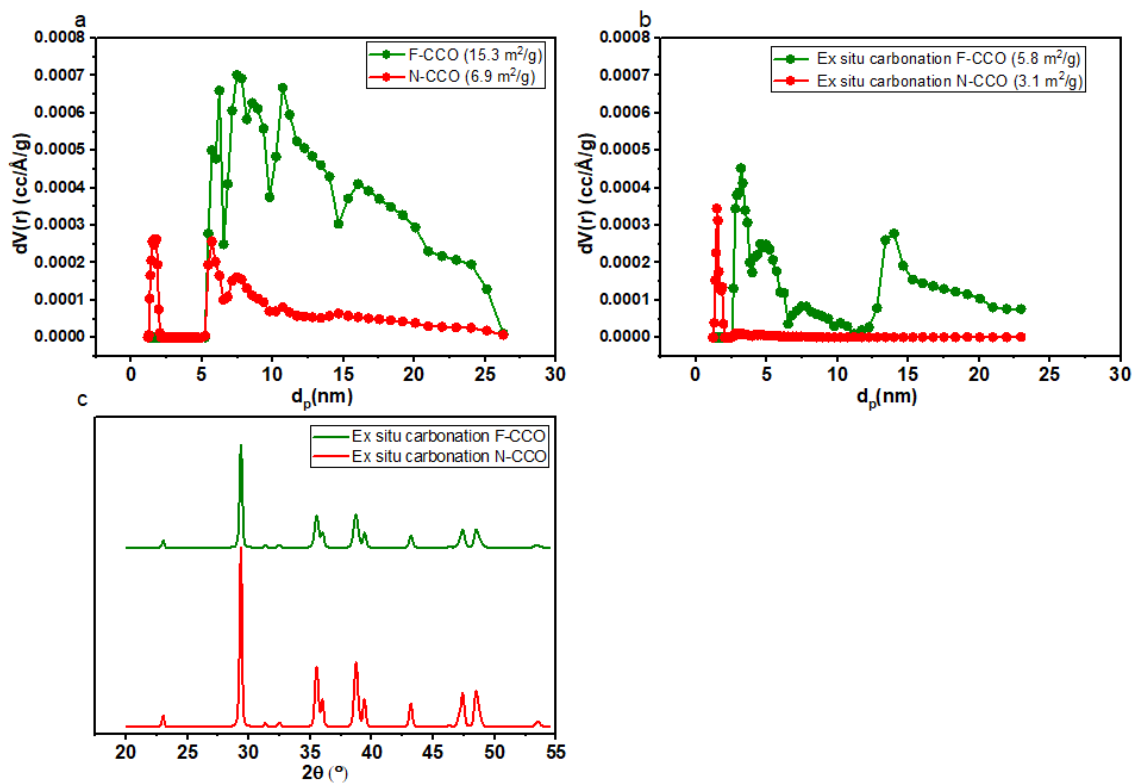 a
0.0008
0.0007
0.0006
0.0005
0.0004
0.0003
0.0002
0.0001
0.0000
dV(r) (cc/Å/g)
F-CCO (15.3 m²/g)
N-CCO (6.9 m²/g)
0 5 10 15 20 25 30
dₚ(nm)
b
0.0008
0.0007
0.0006
0.0005
0.0004
0.0003
0.0002
0.0001
0.0000
dV(r) (cc/Å/g)
Ex situ carbonation F-CCO (5.8 m²/g)
Ex situ carbonation N-CCO (3.1 m²/g)
0 5 10 15 20 25 30
dₚ(nm)
c
Ex situ carbonation F-CCO
Ex situ carbonation N-CCO
20 25 30 35 40 45 50 55
2θ (°)